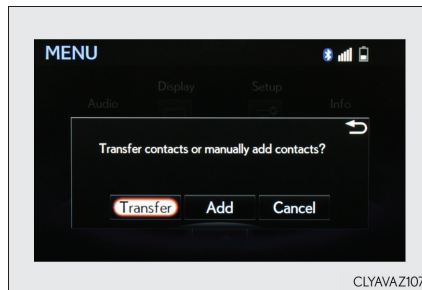 MENU
Display Setup
Audio Info
Transfer contacts or manually add contacts?
Transfer Add Cancel
CLYAVAZ107